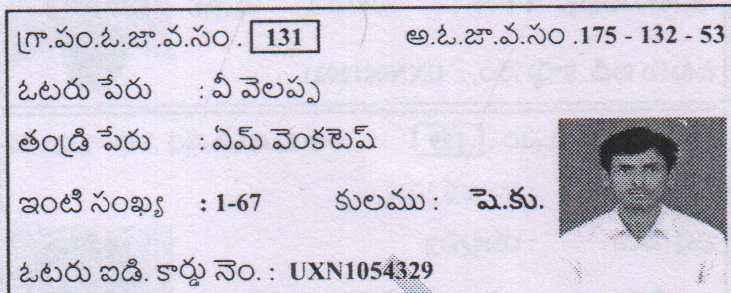 గ్రా.పం.ఓ.జా.వ.సం. 131 అ.ఓ.జా.వ.సం .175 - 132 - 53
ఓటరు పేరు : వీ వెలప్ప
తండ్రి పేరు : ఏమ్ వెంకటెష్
ఇంటి సంఖ్య : 1-67 కులము : షె.కు.
ఓటరు ఐడి. కార్డు నెం. : UXN1054329